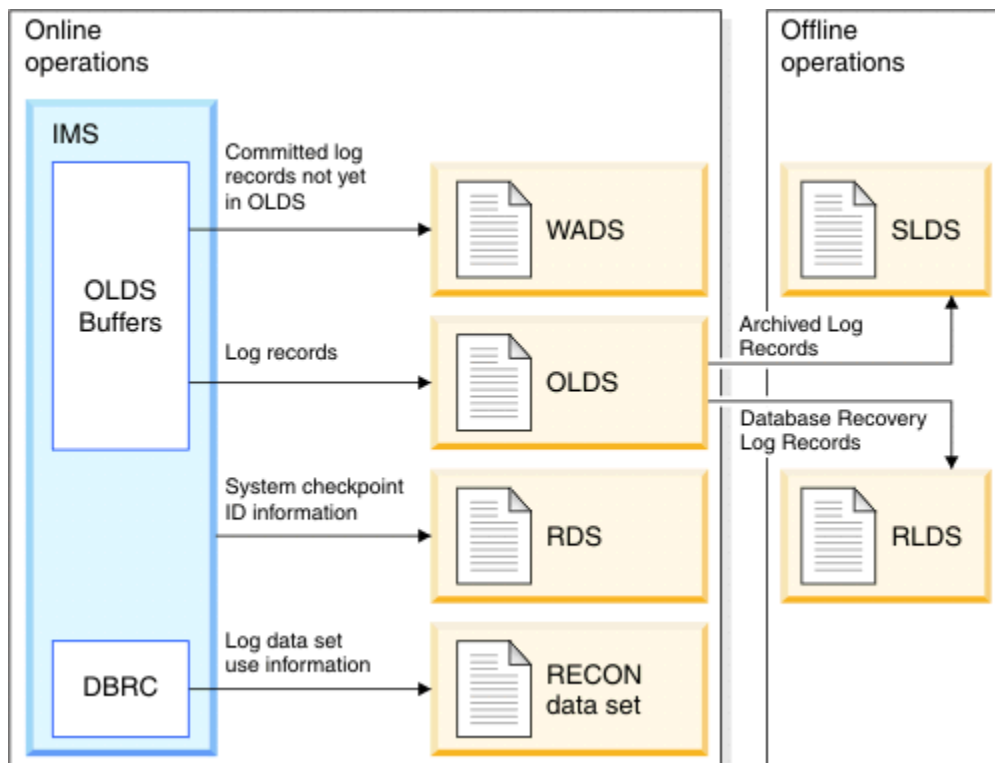 Online
operations
IMS
OLDS
Buffers
Committed log
records not yet
in OLDS
WADS
Log records
OLDS
System checkpoint
ID information
RDS
DBRC
Log data set
use information
RECON
data set
Offline
operations
SLDS
Archived Log
Records
Database Recovery
Log Records
RLDS